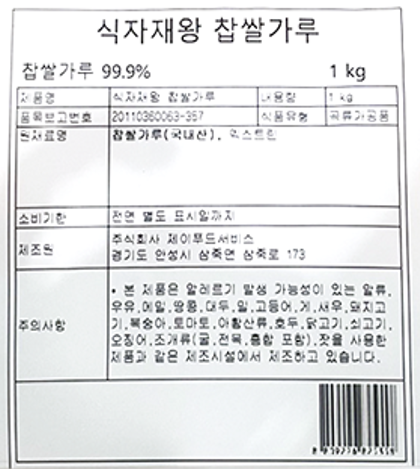 식자재왕 찹쌀가루
찹쌀가루 99.9% 1 kg
제품명 식자재왕 찹쌀가루 내용량 1 kg
품목보고번호 20110360063-357 식품유형 곡류가공품
원재료명 찹쌀가루(국내산), 덱스트린
소비기한 전면 별도 표시일까지
제조원 주식회사 제이푸드서비스
경기도 안성시 삼죽면 삼죽로 173
주의사항 • 본 제품은 알레르기 발생 가능성이 있는 알류,
우유,메밀,땅콩,대두,밀,고등어,게,새우,돼지고
기,복숭아,토마토,아황산류,호두,닭고기,쇠고기,
오징어,조개류(굴,전복,홍합 포함),잣을 사용한
제품과 같은 제조시설에서 제조하고 있습니다.